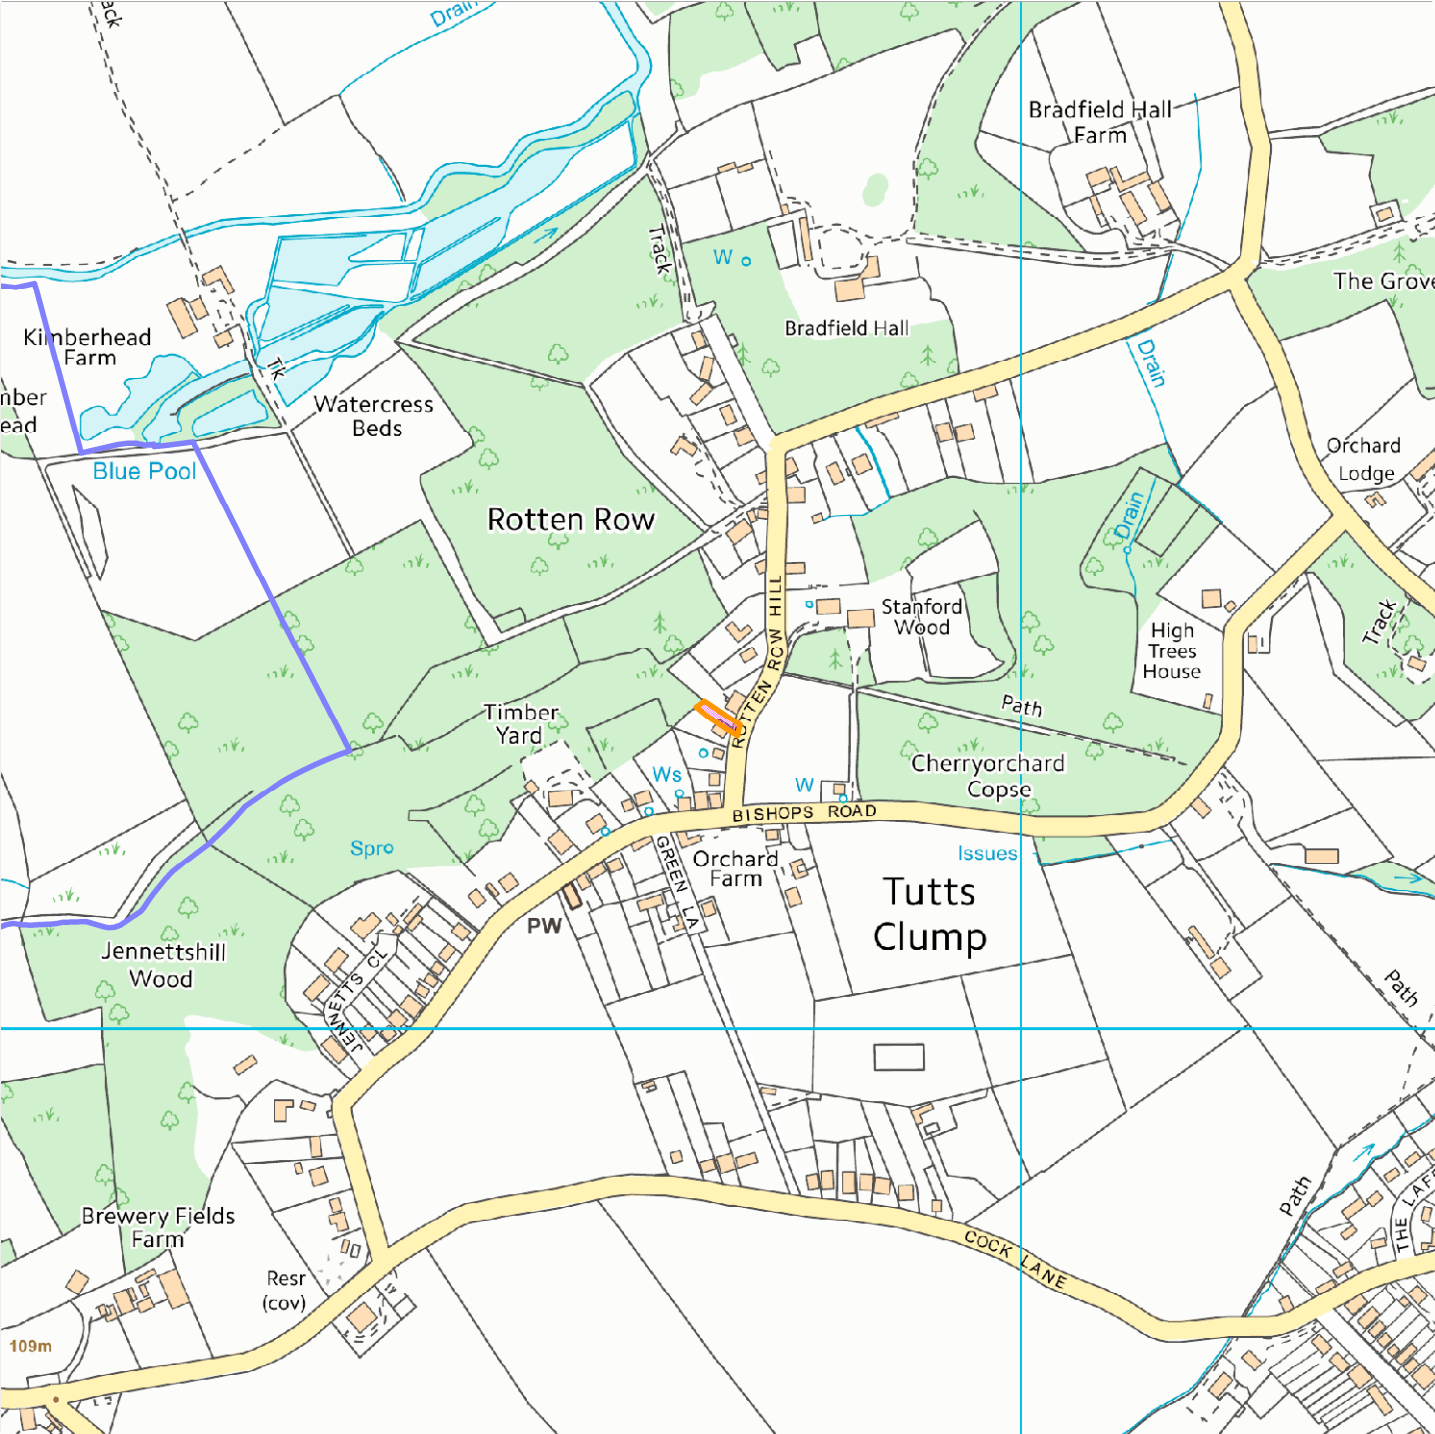 Drain
Bradfield Hall
Farm
Track
W
The Grove
Bradfield Hall
Kimberhead
Farm
Tk
Drain
Watercress
Beds
Orchard
Lodge
Blue Pool
Rotten Row
Drain
ROTTEN ROW HILL
Stanford
Wood
High
Trees
House
Track
Path
Timber
Yard
Cherryorchard
Copse
Ws
W
BISHOPS ROAD
Spr
GREEN LA
Orchard
Farm
Issues
Tutts
Clump
PW
Jennettshill
Wood
JENNETTS CL
Path
Path
Brewery Fields
Farm
THE LAFF
COCK LANE
Resr
(cov)
109m